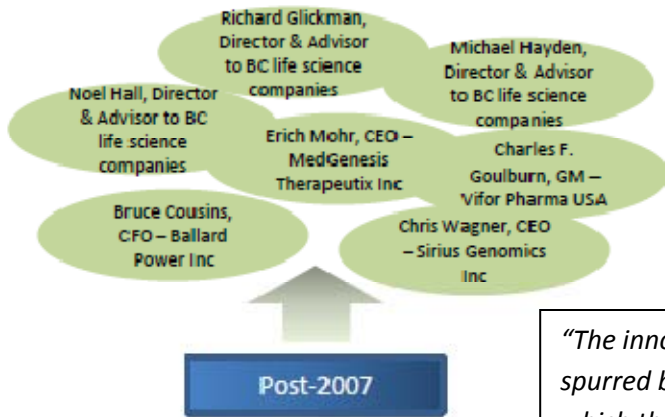 Richard Glickman,
Director & Advisor
to BC life science
companies
Michael Hayden,
Director & Advisor
to BC life science
companies
Noel Hall, Director
& Advisor to BC
life science
companies
Erich Mohr, CEO –
MedGenesis
Therapeutix Inc
Charles F.
Goulburn, GM –
Vifor Pharma USA
Bruce Cousins,
CFO – Ballard
Power Inc
Chris Wagner, CEO
– Sirius Genomics
Inc
Post-2007
"The inno
spurred b